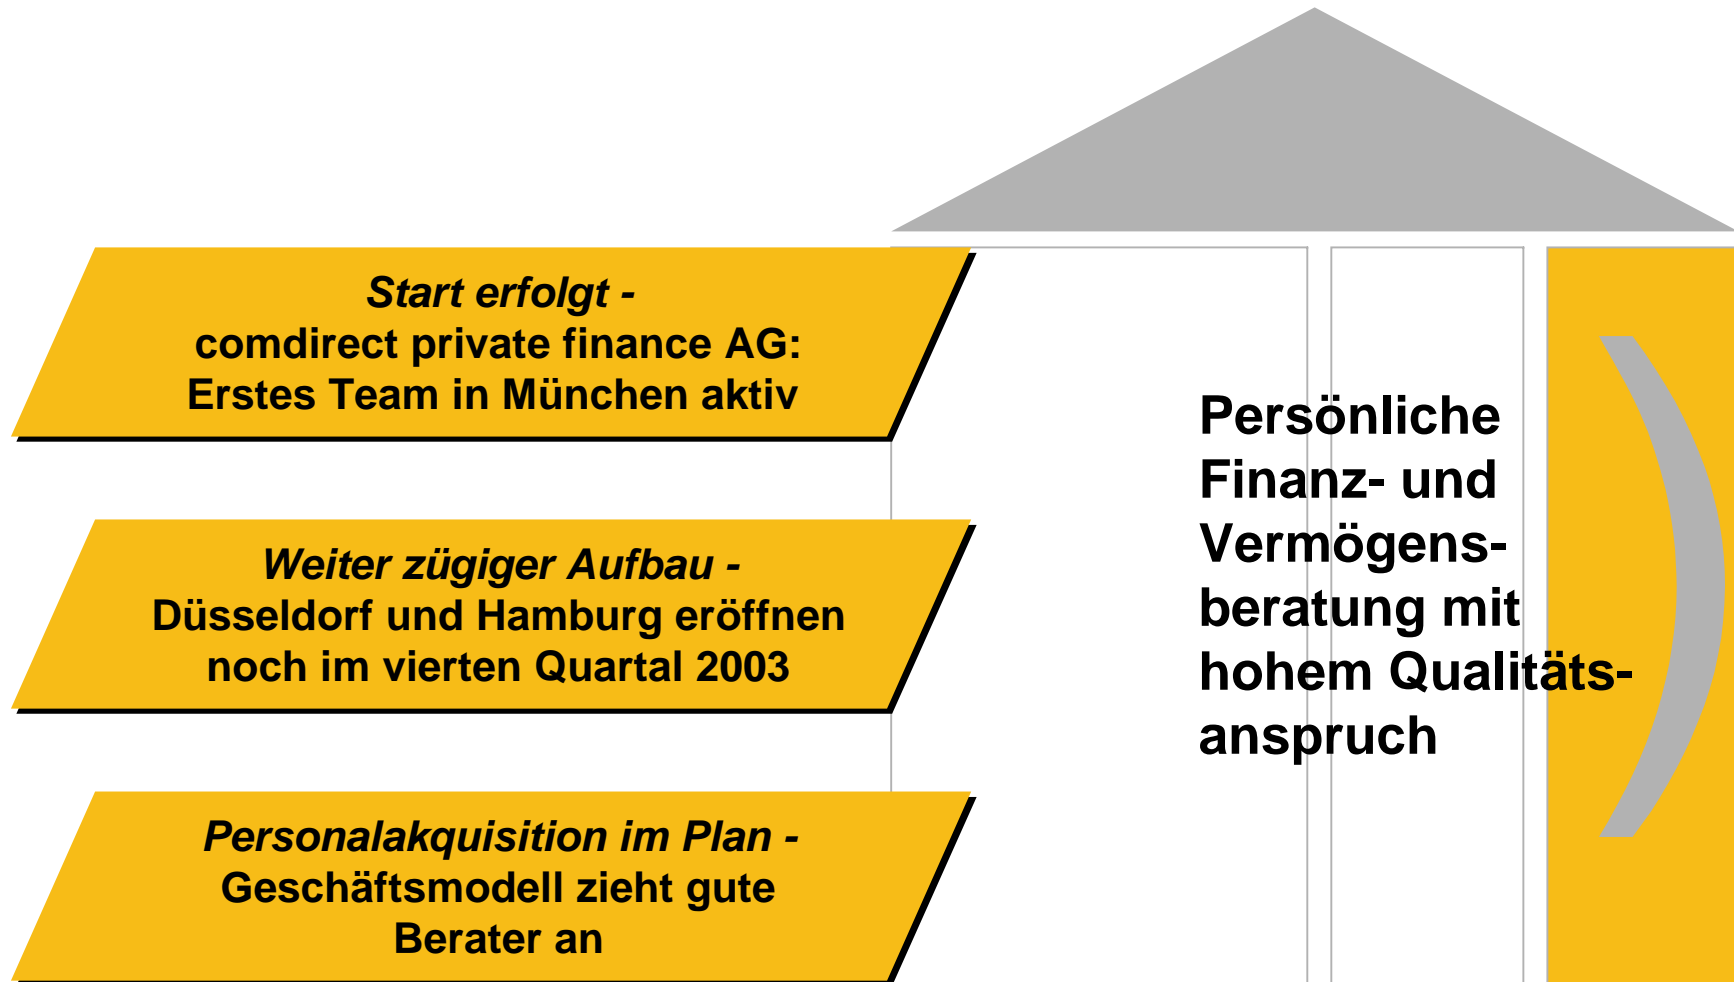 Start erfolgt -
comdirect private finance AG:
Erstes Team in München aktiv
Weiter zügiger Aufbau -
Düsseldorf und Hamburg eröffnen
noch im vierten Quartal 2003
Personalakquisition im Plan -
Geschäftsmodell zieht gute
Berater an
Persönliche
Finanz- und
Vermögens-
beratung mit
hohem Qualitäts-
anspruch